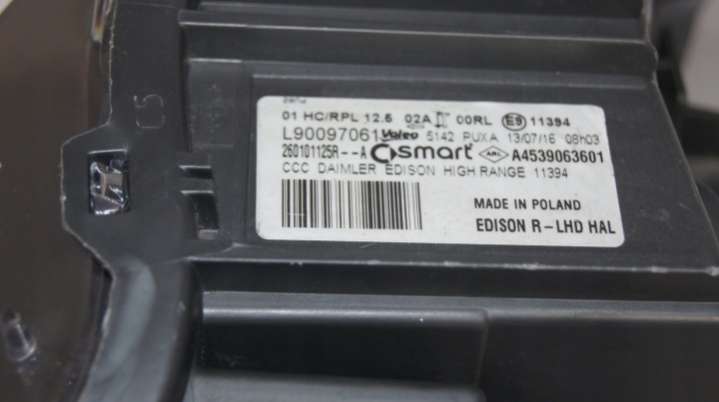 01 HC/RPL 12.5 02A 00RL E9 11394
L90097061 Valeo 5142 PUXA 13/07/16 08h03
260101125R--A smart A4539063601
CCC DAIMLER EDISON HIGH RANGE 11394
MADE IN POLAND
EDISON R-LHD HAL